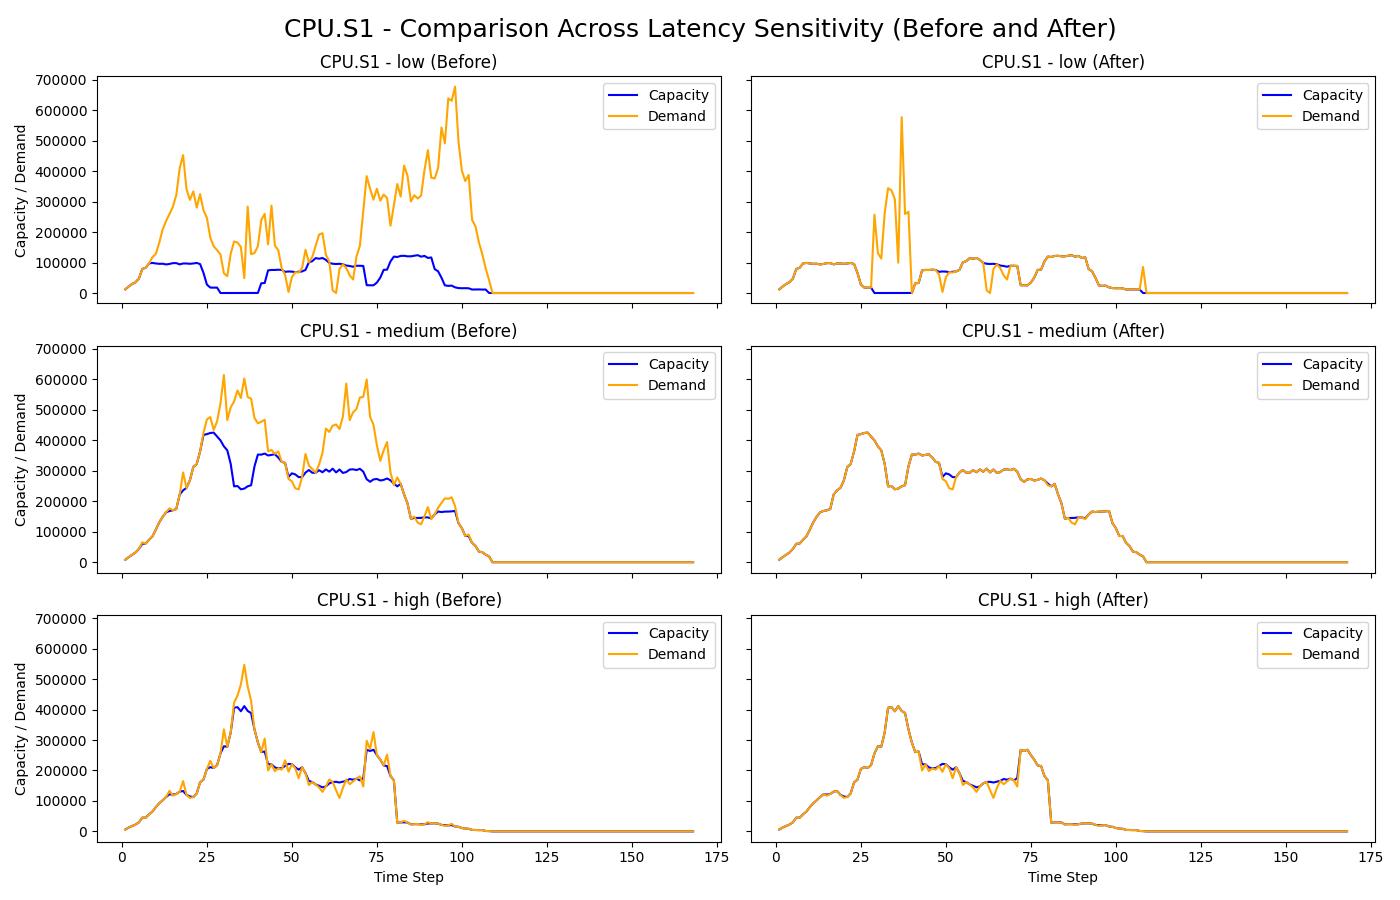 CPU.S1 - Comparison Across Latency Sensitivity (Before and After)
CPU.S1 - low (Before)
700000
600000
500000
400000
300000
200000
100000
0
Capacity / Demand
Capacity
Demand
CPU.S1 - low (After)
Capacity
Demand
CPU.S1 - medium (Before)
700000
600000
500000
400000
300000
200000
100000
0
Capacity / Demand
Capacity
Demand
CPU.S1 - medium (After)
Capacity
Demand
CPU.S1 - high (Before)
700000
600000
500000
400000
300000
200000
100000
0
Capacity / Demand
Capacity
Demand
0 25 50 75 100 125 150 175
Time Step
CPU.S1 - high (After)
Capacity
Demand
0 25 50 75 100 125 150 175
Time Step